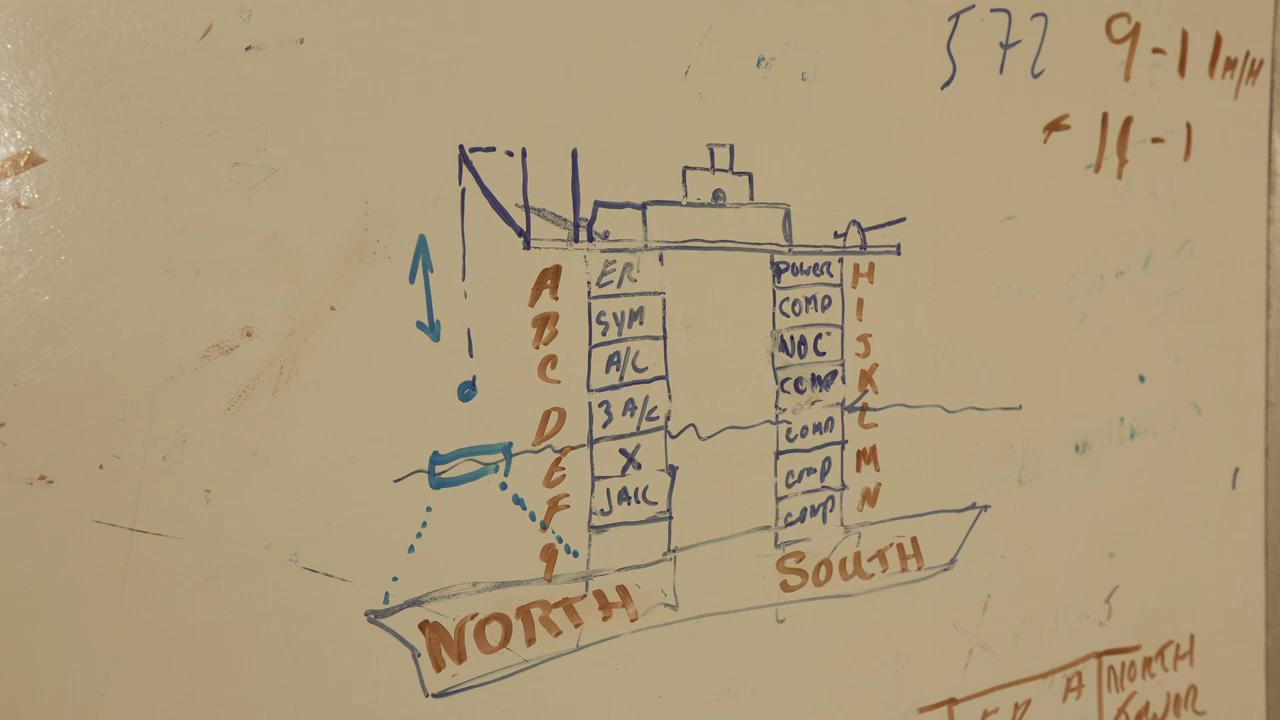 572 9-11 M/H
11-1
A ER POWER H
B SYM COMP I
C A/C NOC J
D 3 A/C COMP K
E X COMP L
F JAIL COMP M
G COMP N
NORTH SOUTH
A NORTH